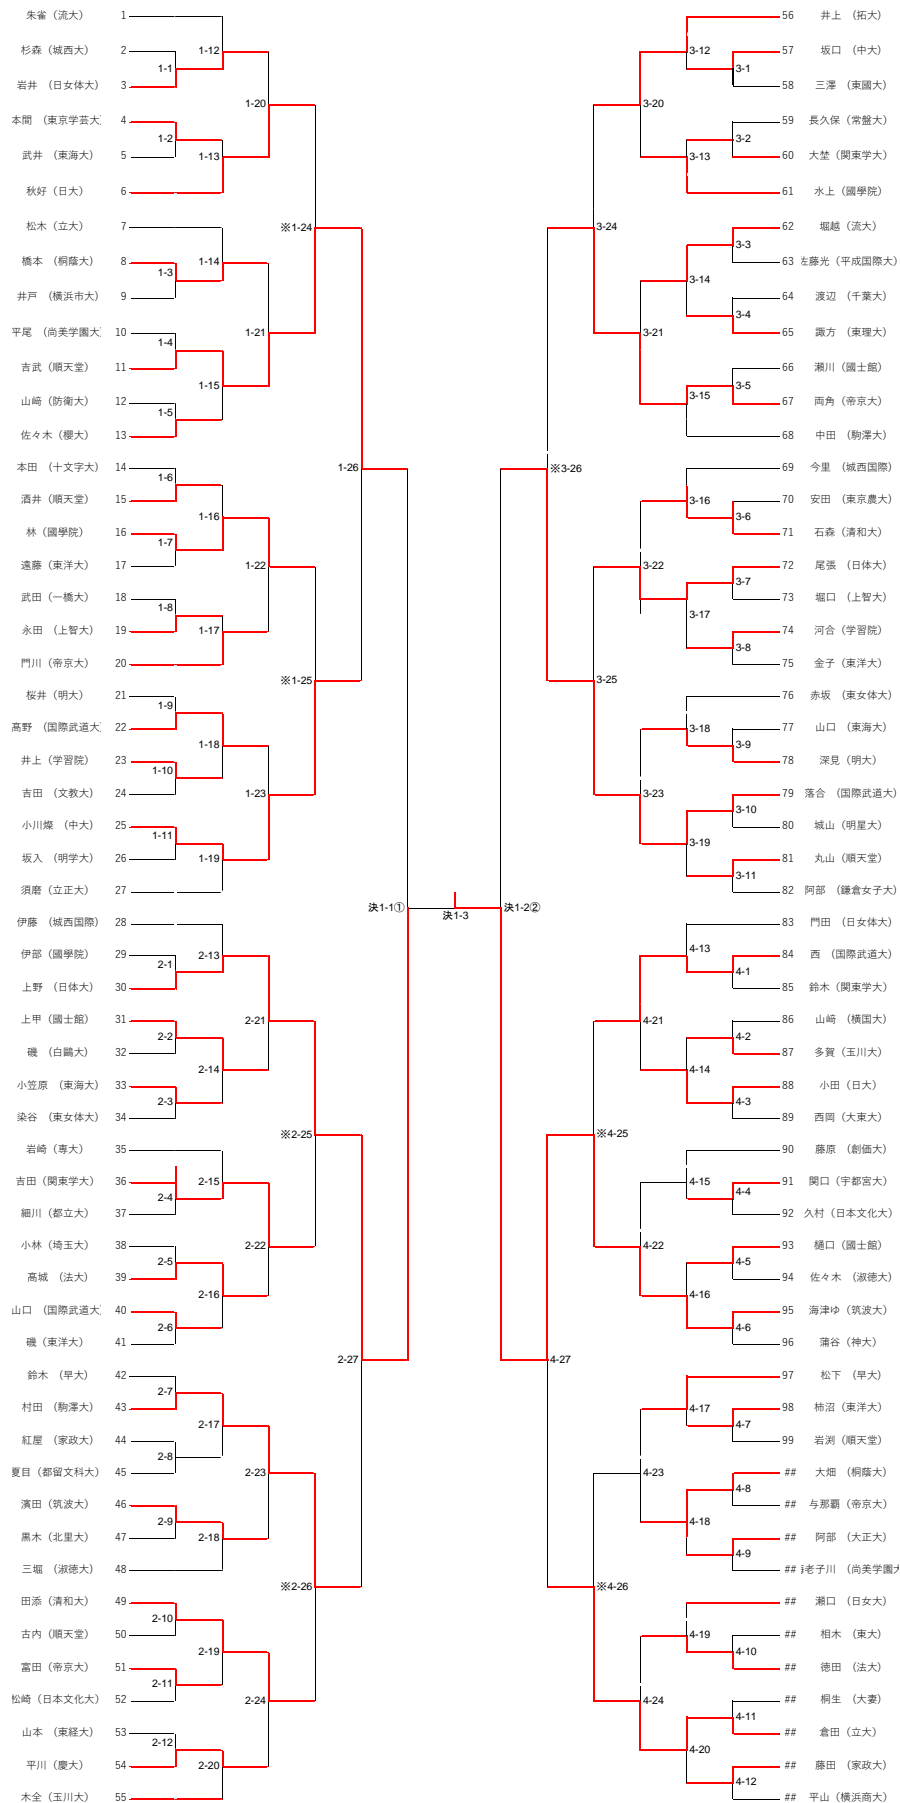 朱雀（流大） 1
杉森（城西大） 2
岩井 （日女体大） 3
本間 （東京学芸大） 4
武井 （東海大） 5
秋好（日大） 6
松木（立大） 7
橋本 （桐蔭大） 8
井戸 （横浜市大） 9
平尾 （尚美学園大） 10
吉武（順天堂） 11
山﨑（防衛大） 12
佐々木（櫻大） 13
本田 （十文字大） 14
酒井（順天堂） 15
林（國學院） 16
遠藤（東洋大） 17
武田（一橋大） 18
永田（上智大） 19
門川（帝京大） 20
桜井（明大） 21
高野 （国際武道大） 22
井上（学習院） 23
吉田（文教大） 24
小川燦 （中大） 25
坂入 （明学大） 26
須磨（立正大） 27
伊藤 （城西国際） 28
伊部（國學院） 29
上野（日体大） 30
上甲（國士館） 31
磯 （白鷗大） 32
小笠原 （東海大） 33
染谷 （東女体大） 34
岩崎（専大） 35
吉田（関東学大） 36
細川（都立大） 37
小林（埼玉大） 38
高城 （法大） 39
山口 （国際武道大） 40
磯（東洋大） 41
鈴木 （早大） 42
村田（駒澤大） 43
紅屋（家政大） 44
夏目（都留文科大） 45
濱田（筑波大） 46
黒木（北里大） 47
三堀 （淑徳大） 48
田添（清和大） 49
古内（順天堂） 50
富田（帝京大） 51
松崎（日本文化大） 52
山本 （東経大） 53
平川（慶大） 54
木全（玉川大） 55
1-1
1-2
1-3
1-4
1-5
1-6
1-7
1-8
1-9
1-10
1-11
2-1
2-2
2-3
2-4
2-5
2-6
2-7
2-8
2-9
2-10
2-11
2-12
1-12
1-13
1-14
1-15
1-16
1-17
1-18
1-19
2-13
2-14
2-15
2-16
2-17
2-18
2-19
2-20
1-20
1-21
1-22
1-23
2-21
2-22
2-23
2-24
※1-24
※1-25
※2-25
※2-26
1-26
2-27
決1-1①
決1-3
決1-2②
※3-26
4-27
3-24
3-25
※4-25
※4-26
3-20
3-21
3-22
3-23
4-21
4-22
4-23
4-24
3-12
3-13
3-14
3-15
3-16
3-17
3-18
3-19
4-13
4-14
4-15
4-16
4-17
4-18
4-19
4-20
3-1
3-2
3-3
3-4
3-5
3-6
3-7
3-8
3-9
3-10
3-11
4-1
4-2
4-3
4-4
4-5
4-6
4-7
4-8
4-9
4-10
4-11
4-12
56 井上 （拓大）
57 坂口（中大）
58 三澤（東國大）
59 長久保（常盤大）
60 大埜（関東学大）
61 水上（國學院）
62 堀越（流大）
63 佐藤光（平成国際大）
64 渡辺 （千葉大）
65 諏方（東理大）
66 瀬川（國士館）
67 両角（帝京大）
68 中田（駒澤大）
69 今里 （城西国際）
70 安田 （東京農大）
71 石森（清和大）
72 尾張 （日体大）
73 堀口（上智大）
74 河合（学習院）
75 金子（東洋大）
76 赤坂 （東女体大）
77 山口 （東海大）
78 深見（明大）
79 落合 （国際武道大）
80 城山（明星大）
81 丸山（順天堂）
82 阿部 （鎌倉女子大）
83 門田（日女体大）
84 西 （国際武道大）
85 鈴木（関東学大）
86 山﨑 （横国大）
87 多賀（玉川大）
88 小田（日大）
89 西岡（大東大）
90 藤原 （創価大）
91 関口（宇都宮大）
92 久村（日本文化大）
93 樋口（國士館）
94 佐々木 （淑徳大）
95 海津ゆ（筑波大）
96 蒲谷（神大）
97 松下 （早大）
98 柿沼（東洋大）
99 岩渕（順天堂）
## 大畑 （桐蔭大）
## 与那覇（帝京大）
## 阿部 （大正大）
## 老子川 （尚美学園大
## 瀬口（日女大）
## 相木（東大）
## 徳田 （法大）
## 桐生（大妻）
## 倉田（立大）
## 藤田（家政大）
## 平山（横浜商大）